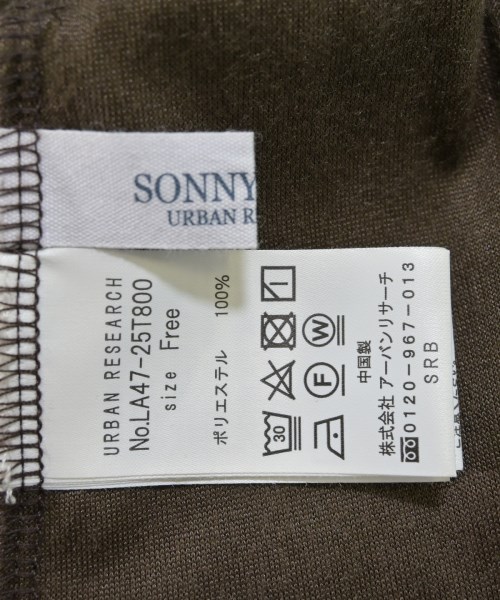 SONNY
URBAN R
URBAN RESEARCH
No.LA47-25T800
size Free
ポリエステル 100%
30
F W
中国製
株式会社 アーバンリサーチ
0120-967-013
SRB